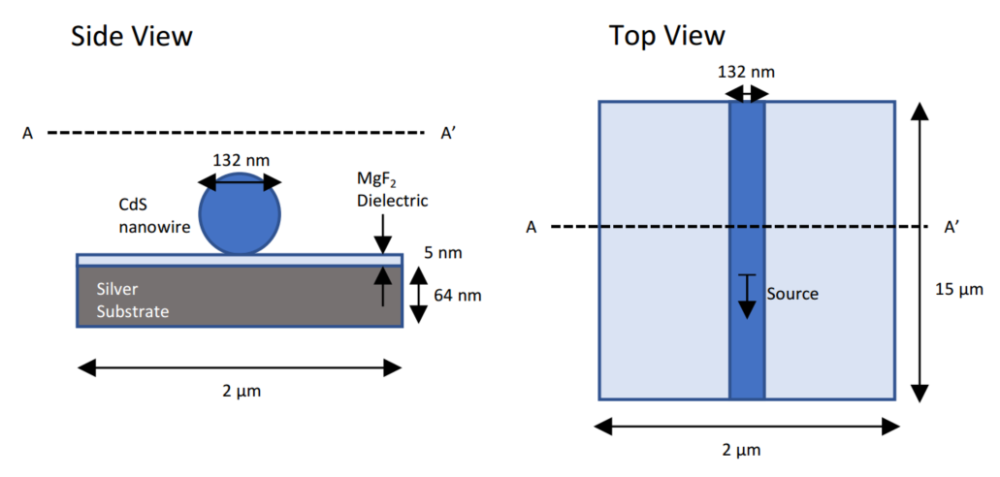 Side View
A
A’
132 nm
CdS
nanowire
MgF₂
Dielectric
5 nm
Silver
Substrate
64 nm
2 µm
Top View
132 nm
A
A’
Source
15 µm
2 µm